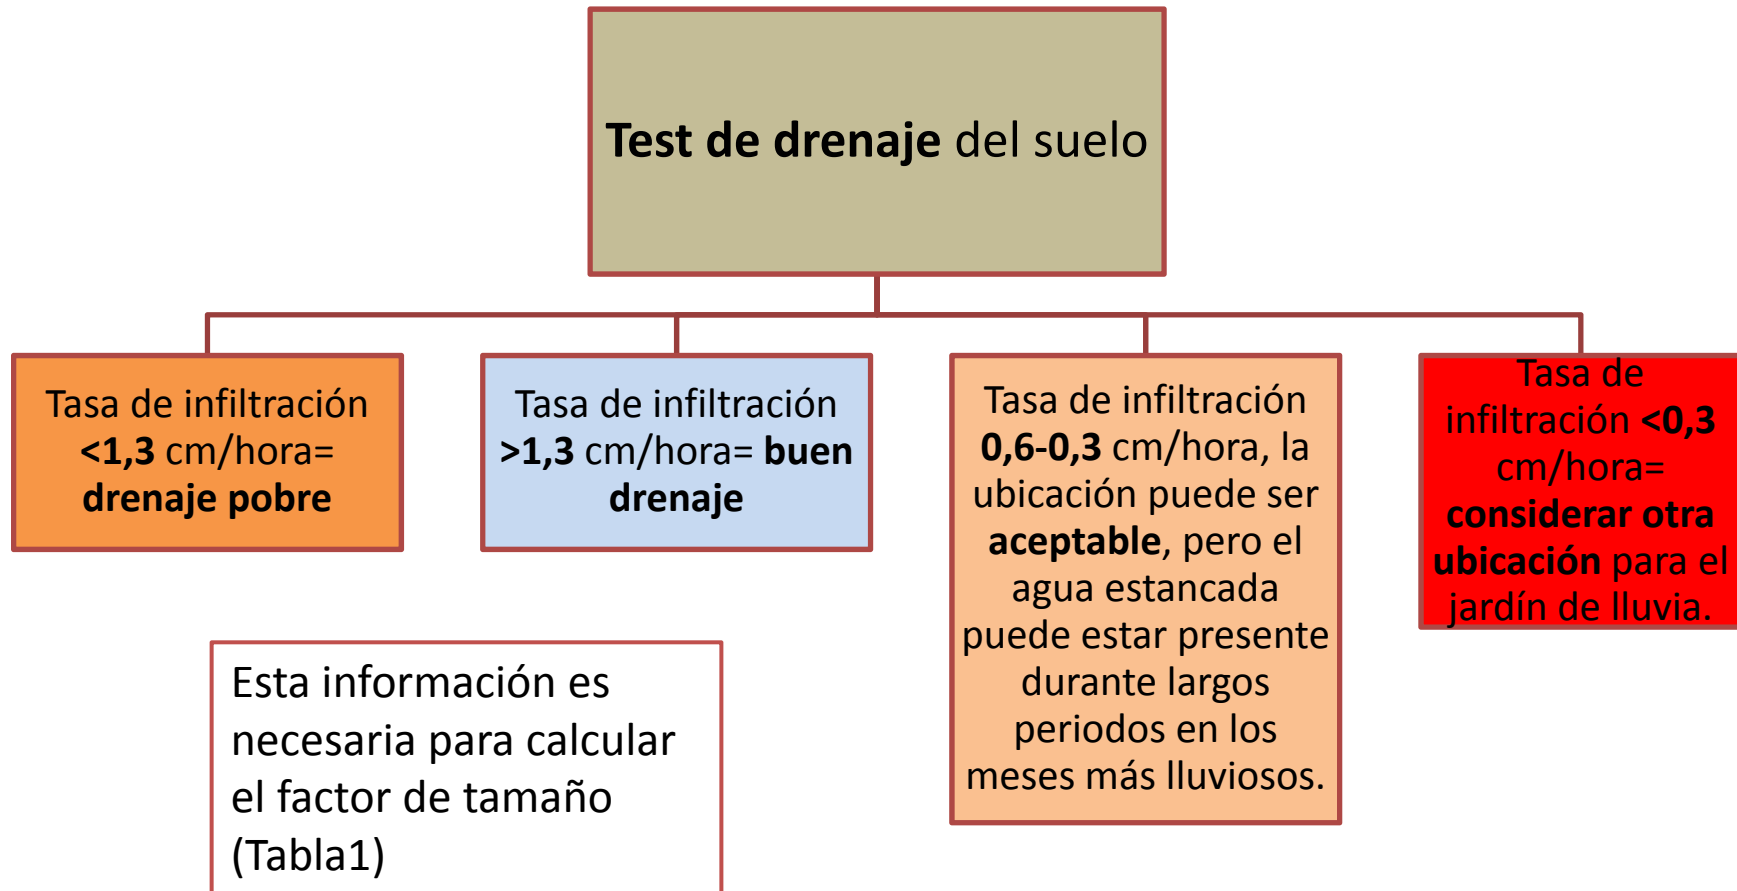 Test de drenaje del suelo
Tasa de infiltración
<1,3 cm/hora=
drenaje pobre
Tasa de infiltración
>1,3 cm/hora= buen
drenaje
Tasa de infiltración
0,6-0,3 cm/hora, la
ubicación puede ser
aceptable, pero el
agua estancada
puede estar presente
durante largos
periodos en los
meses más lluviosos.
Tasa de
infiltración <0,3
cm/hora=
considerar otra
ubicación para el
jardín de lluvia.
Esta información es
necesaria para calcular
el factor de tamaño
(Tabla1)